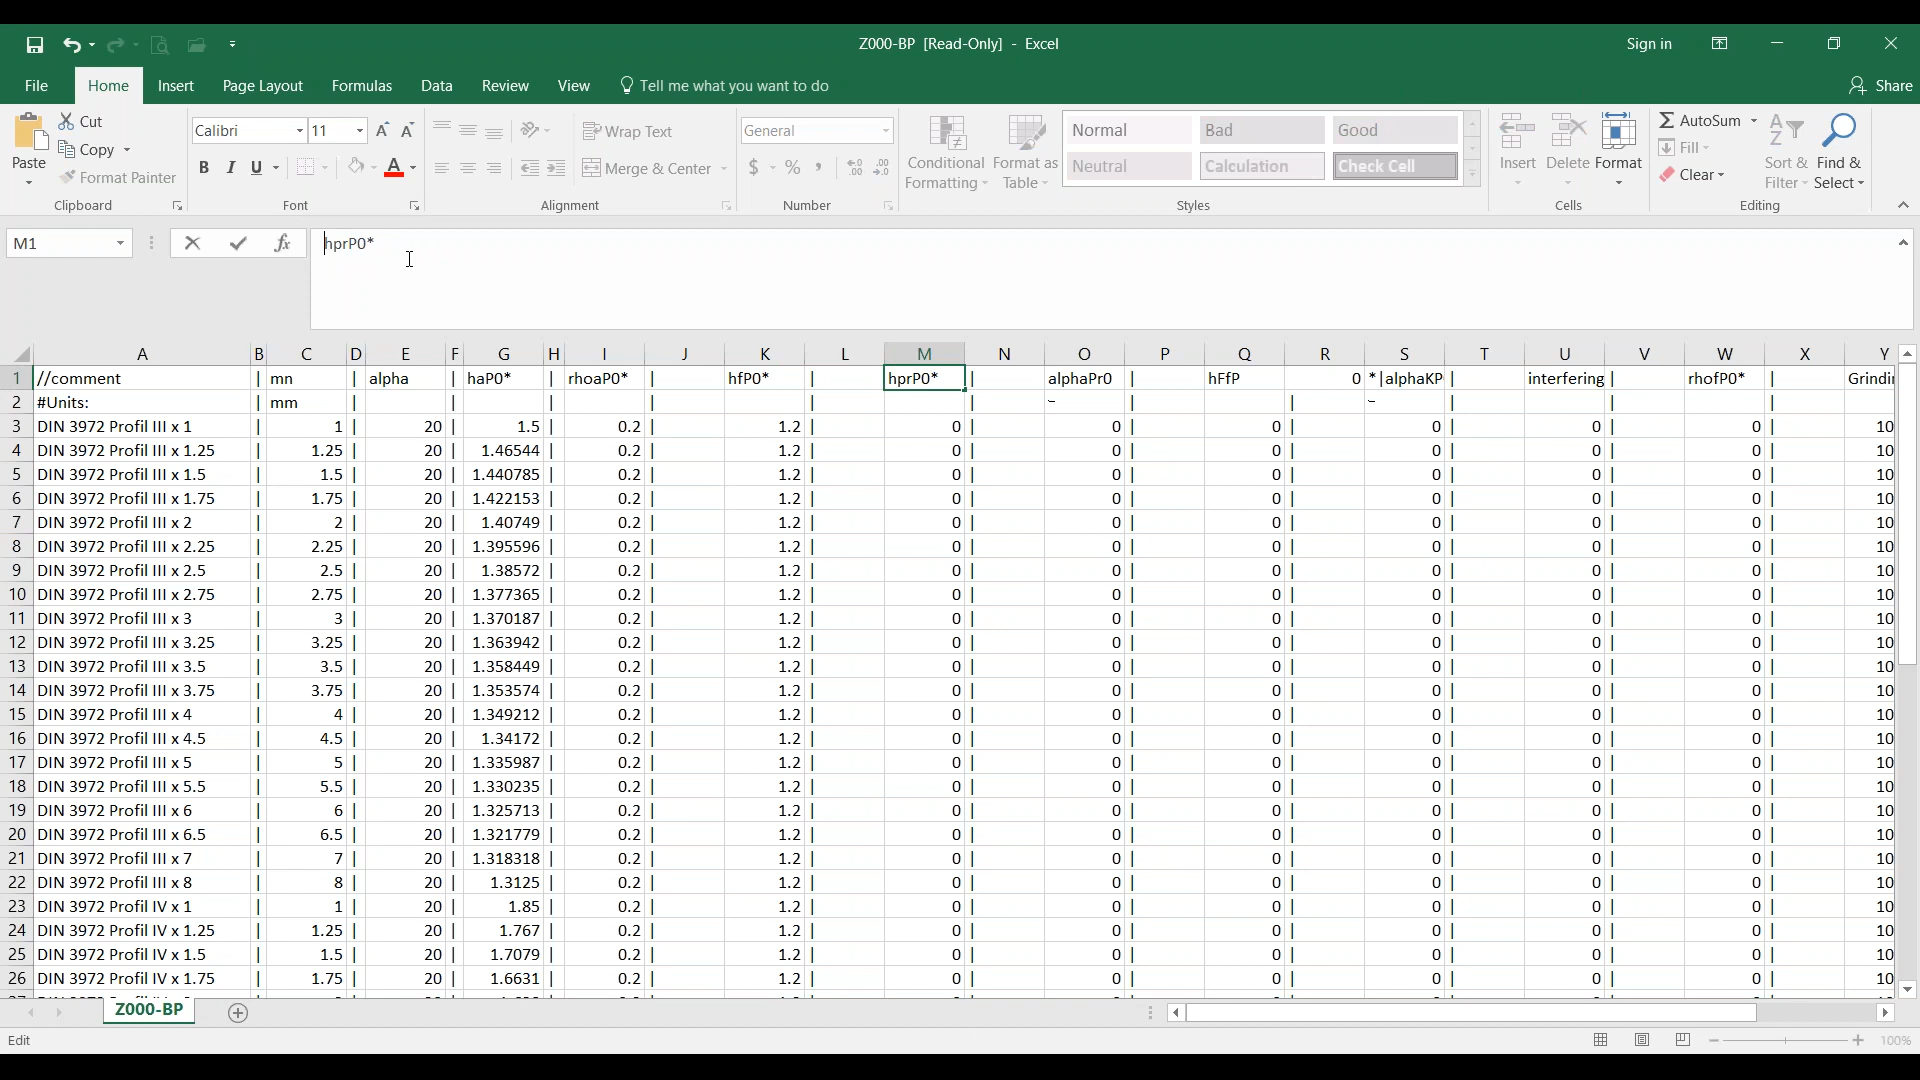 Z000-BP [Read-Only] - Excel
Sign in
File Home Insert Page Layout Formulas Data Review View Tell me what you want to do Share
Paste
Cut
Copy
Format Painter
Clipboard
Calibri 11
B I U
Font
Wrap Text
Merge & Center
Alignment
General
$ % ,
Number
Conditional Formatting
Format as Table
Normal Bad Good
Neutral Calculation Check Cell
Styles
Insert Delete Format
Cells
AutoSum
Fill
Clear
Sort & Filter
Find & Select
Editing
M1 fx hprP0*
A B C D E F G H I J K L M N O P Q R S T U V W X Y
1 //comment | mn | alpha | haP0* | rhoaP0* | hfP0* | hprP0* | alphaPr0 | hFfP 0 *|alphaKP | interfering | rhofP0* | Grindi
2 #Units: | mm | | | | | | | | |
3 DIN 3972 Profil III x 1 | 1 | 20 | 1.5 | 0.2 | 1.2 | 0 | 0 | 0 | 0 | 0 | 0 | 10
4 DIN 3972 Profil III x 1.25 | 1.25 | 20 | 1.46544 | 0.2 | 1.2 | 0 | 0 | 0 | 0 | 0 | 0 | 10
5 DIN 3972 Profil III x 1.5 | 1.5 | 20 | 1.440785 | 0.2 | 1.2 | 0 | 0 | 0 | 0 | 0 | 0 | 10
6 DIN 3972 Profil III x 1.75 | 1.75 | 20 | 1.422153 | 0.2 | 1.2 | 0 | 0 | 0 | 0 | 0 | 0 | 10
7 DIN 3972 Profil III x 2 | 2 | 20 | 1.40749 | 0.2 | 1.2 | 0 | 0 | 0 | 0 | 0 | 0 | 10
8 DIN 3972 Profil III x 2.25 | 2.25 | 20 | 1.395596 | 0.2 | 1.2 | 0 | 0 | 0 | 0 | 0 | 0 | 10
9 DIN 3972 Profil III x 2.5 | 2.5 | 20 | 1.38572 | 0.2 | 1.2 | 0 | 0 | 0 | 0 | 0 | 0 | 10
10 DIN 3972 Profil III x 2.75 | 2.75 | 20 | 1.377365 | 0.2 | 1.2 | 0 | 0 | 0 | 0 | 0 | 0 | 10
11 DIN 3972 Profil III x 3 | 3 | 20 | 1.370187 | 0.2 | 1.2 | 0 | 0 | 0 | 0 | 0 | 0 | 10
12 DIN 3972 Profil III x 3.25 | 3.25 | 20 | 1.363942 | 0.2 | 1.2 | 0 | 0 | 0 | 0 | 0 | 0 | 10
13 DIN 3972 Profil III x 3.5 | 3.5 | 20 | 1.358449 | 0.2 | 1.2 | 0 | 0 | 0 | 0 | 0 | 0 | 10
14 DIN 3972 Profil III x 3.75 | 3.75 | 20 | 1.353574 | 0.2 | 1.2 | 0 | 0 | 0 | 0 | 0 | 0 | 10
15 DIN 3972 Profil III x 4 | 4 | 20 | 1.349212 | 0.2 | 1.2 | 0 | 0 | 0 | 0 | 0 | 0 | 10
16 DIN 3972 Profil III x 4.5 | 4.5 | 20 | 1.34172 | 0.2 | 1.2 | 0 | 0 | 0 | 0 | 0 | 0 | 10
17 DIN 3972 Profil III x 5 | 5 | 20 | 1.335987 | 0.2 | 1.2 | 0 | 0 | 0 | 0 | 0 | 0 | 10
18 DIN 3972 Profil III x 5.5 | 5.5 | 20 | 1.330235 | 0.2 | 1.2 | 0 | 0 | 0 | 0 | 0 | 0 | 10
19 DIN 3972 Profil III x 6 | 6 | 20 | 1.325713 | 0.2 | 1.2 | 0 | 0 | 0 | 0 | 0 | 0 | 10
20 DIN 3972 Profil III x 6.5 | 6.5 | 20 | 1.321779 | 0.2 | 1.2 | 0 | 0 | 0 | 0 | 0 | 0 | 10
21 DIN 3972 Profil III x 7 | 7 | 20 | 1.318318 | 0.2 | 1.2 | 0 | 0 | 0 | 0 | 0 | 0 | 10
22 DIN 3972 Profil III x 8 | 8 | 20 | 1.3125 | 0.2 | 1.2 | 0 | 0 | 0 | 0 | 0 | 0 | 10
23 DIN 3972 Profil IV x 1 | 1 | 20 | 1.85 | 0.2 | 1.2 | 0 | 0 | 0 | 0 | 0 | 0 | 10
24 DIN 3972 Profil IV x 1.25 | 1.25 | 20 | 1.767 | 0.2 | 1.2 | 0 | 0 | 0 | 0 | 0 | 0 | 10
25 DIN 3972 Profil IV x 1.5 | 1.5 | 20 | 1.7079 | 0.2 | 1.2 | 0 | 0 | 0 | 0 | 0 | 0 | 10
26 DIN 3972 Profil IV x 1.75 | 1.75 | 20 | 1.6631 | 0.2 | 1.2 | 0 | 0 | 0 | 0 | 0 | 0 | 10
Z000-BP
Edit 100%